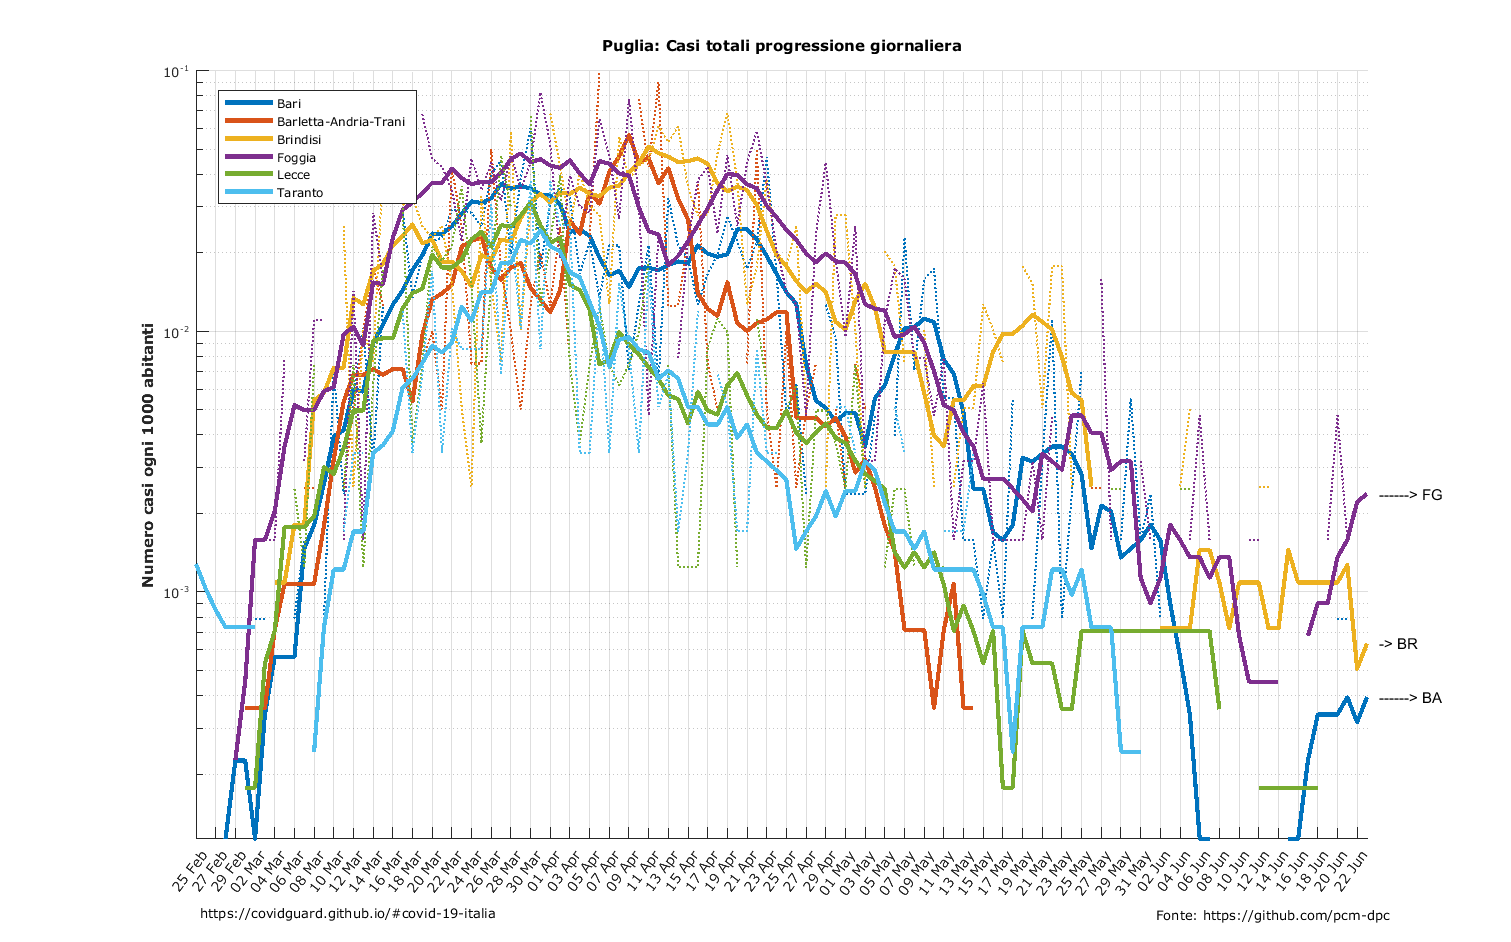 Puglia: Casi totali progressione giornaliera
10-1
Bari
Barletta-Andria-Trani
Brindisi
Foggia
Lecce
Taranto
10-2
Numero casi ogni 1000 abitanti
------> FG
10-3
-> BR
------> BA
25 Feb
27 Feb
29 Feb
02 Mar
04 Mar
06 Mar
08 Mar
10 Mar
12 Mar
14 Mar
16 Mar
18 Mar
20 Mar
22 Mar
24 Mar
26 Mar
28 Mar
30 Mar
01 Apr
03 Apr
05 Apr
07 Apr
09 Apr
11 Apr
13 Apr
15 Apr
17 Apr
19 Apr
21 Apr
23 Apr
25 Apr
27 Apr
29 Apr
01 May
03 May
05 May
07 May
09 May
11 May
13 May
15 May
17 May
19 May
21 May
23 May
25 May
27 May
29 May
31 May
02 Jun
04 Jun
06 Jun
08 Jun
10 Jun
12 Jun
14 Jun
16 Jun
18 Jun
20 Jun
22 Jun
https://covidguard.github.io/#covid-19-italia
Fonte: https://github.com/pcm-dpc